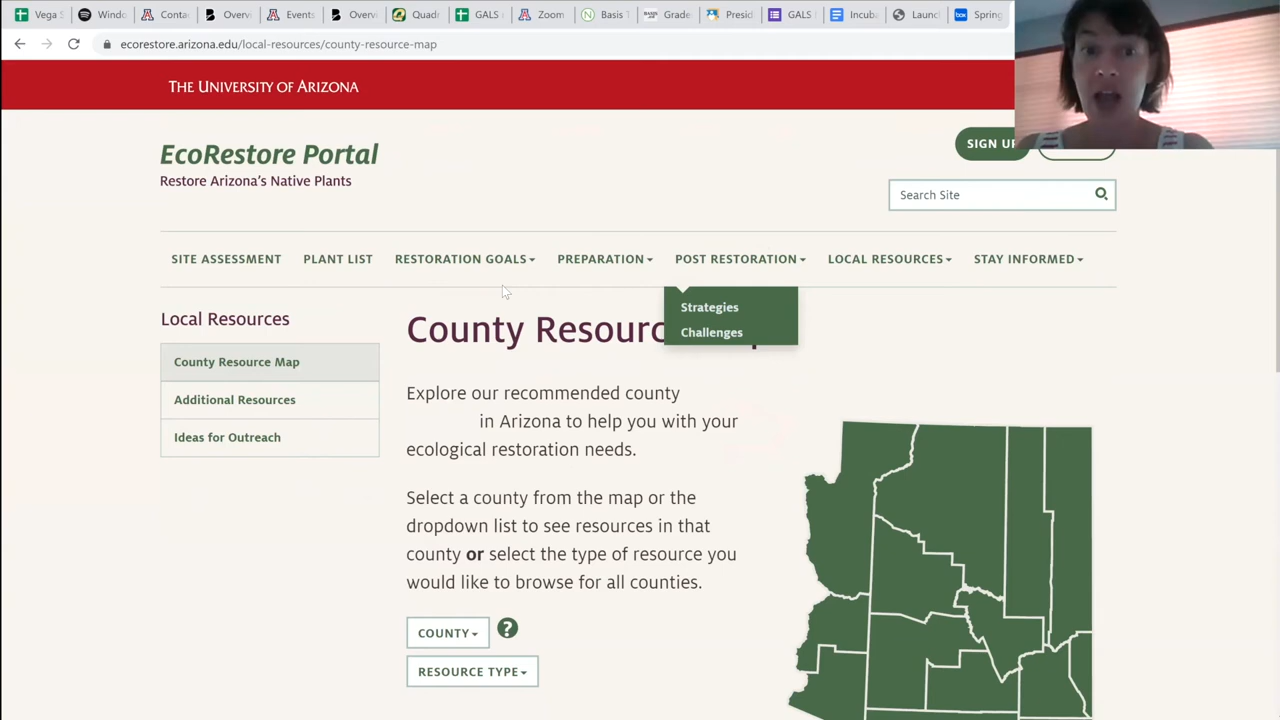 Vega S
Windo
Conta
Overv
Events
Overv
Quadr
GALS
Zoom
Basis T
Grade
Presid
GALS I
Incuba
Launc
Spring
ecorestore.arizona.edu/local-resources/county-resource-map
THE UNIVERSITY OF ARIZONA
EcoRestore Portal
Restore Arizona's Native Plants
SIGN UP
Search Site
SITE ASSESSMENT PLANT LIST RESTORATION GOALS PREPARATION POST RESTORATION LOCAL RESOURCES STAY INFORMED
Strategies
Challenges
Local Resources
County Resource Map
Additional Resources
Ideas for Outreach
County Resourc p
Explore our recommended county
in Arizona to help you with your
ecological restoration needs.
Select a county from the map or the
dropdown list to see resources in that
county or select the type of resource you
would like to browse for all counties.
COUNTY ?
RESOURCE TYPE